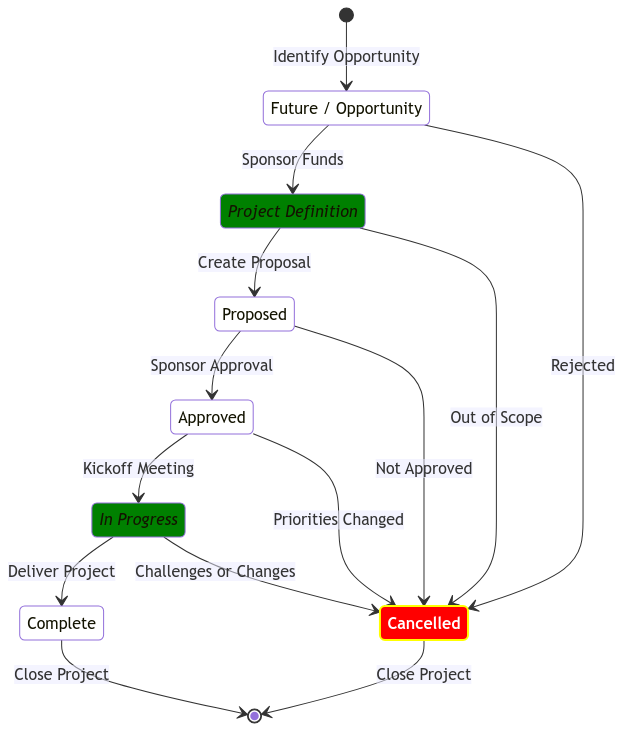 Identify Opportunity
Future / Opportunity
Sponsor Funds
Project Definition
Create Proposal
Proposed
Sponsor Approval
Rejected
Approved
Out of Scope
Kickoff Meeting
Not Approved
In Progress
Priorities Changed
Deliver Project
Challenges or Changes
Complete
Cancelled
Close Project
Close Project